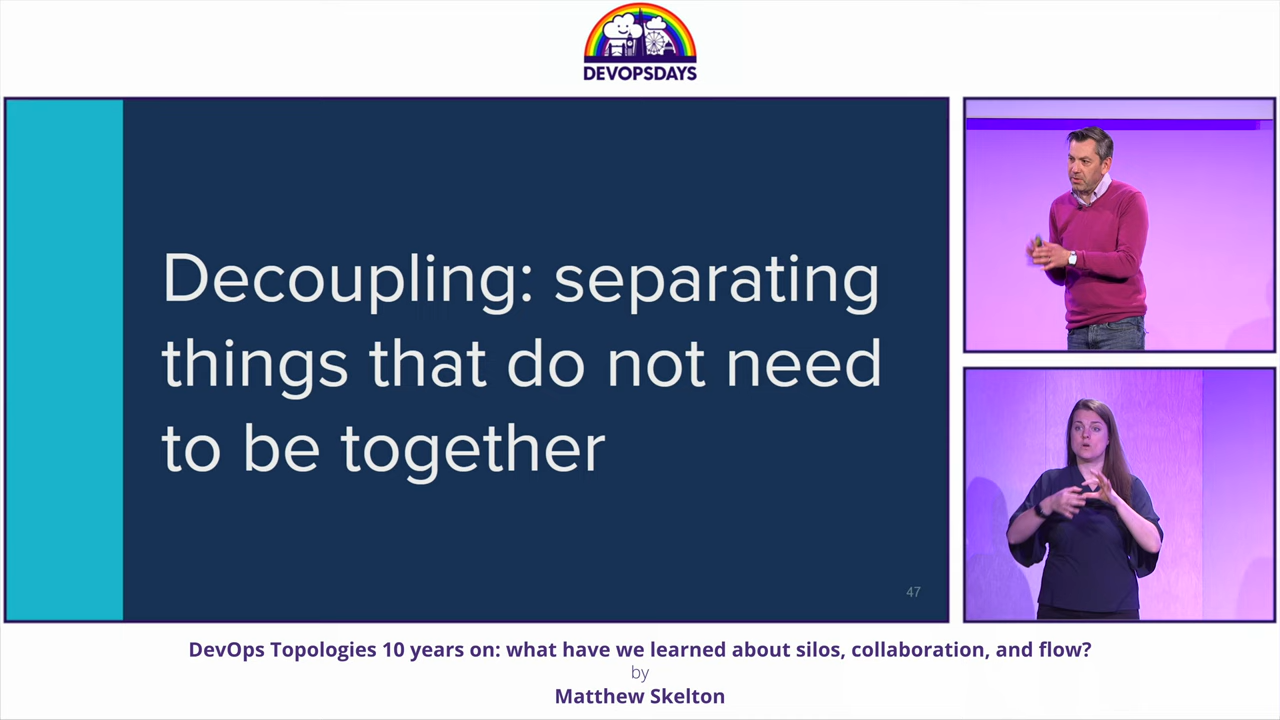 DEVOPSDAYS
Decoupling: separating
things that do not need
to be together
47
DevOps Topologies 10 years on: what have we learned about silos, collaboration, and flow?
by
Matthew Skelton